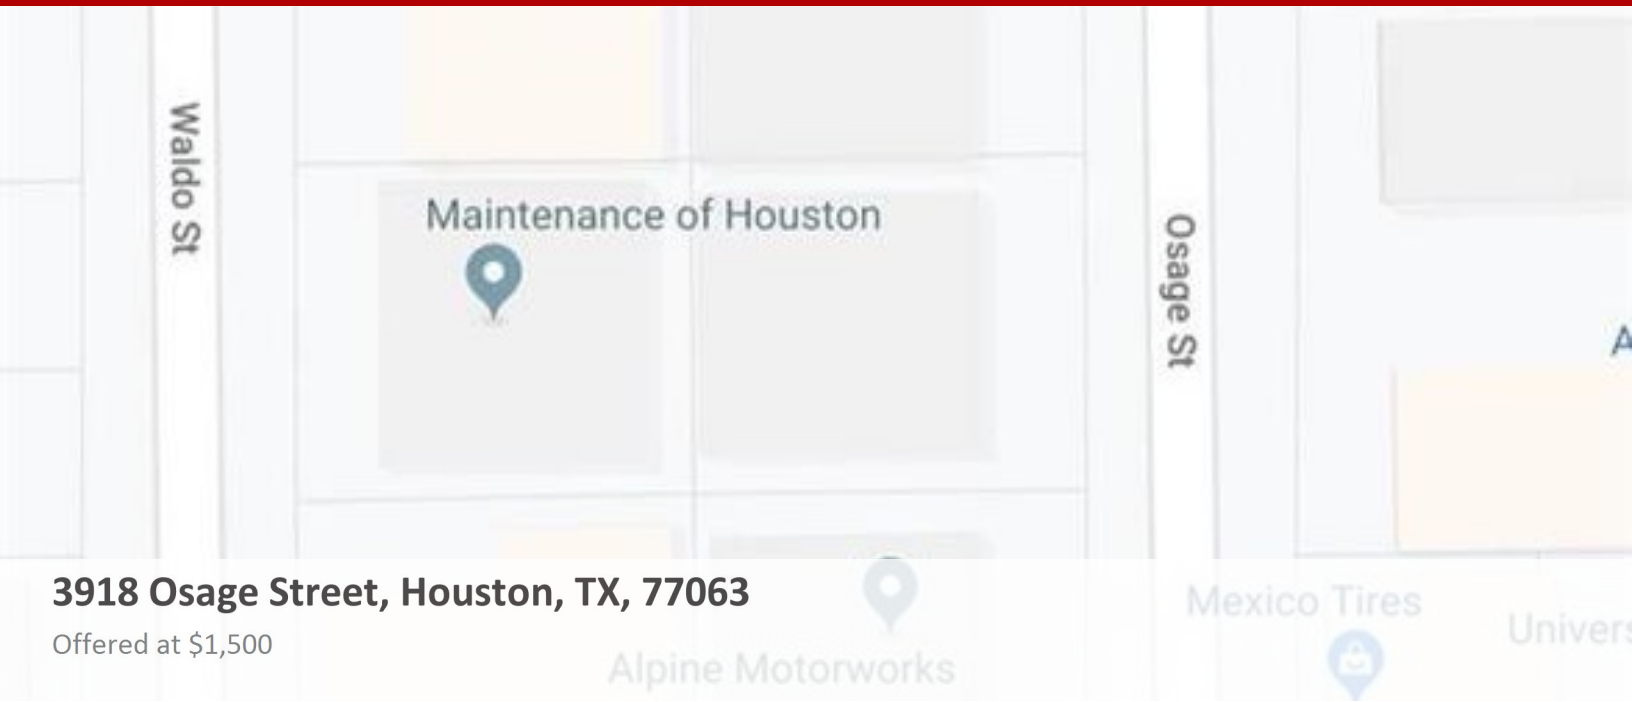 Waldo St
Maintenance of Houston
Osage St
A
3918 Osage Street, Houston, TX, 77063
Offered at $1,500
Mexico Tires
Univers
Alpine Motorworks